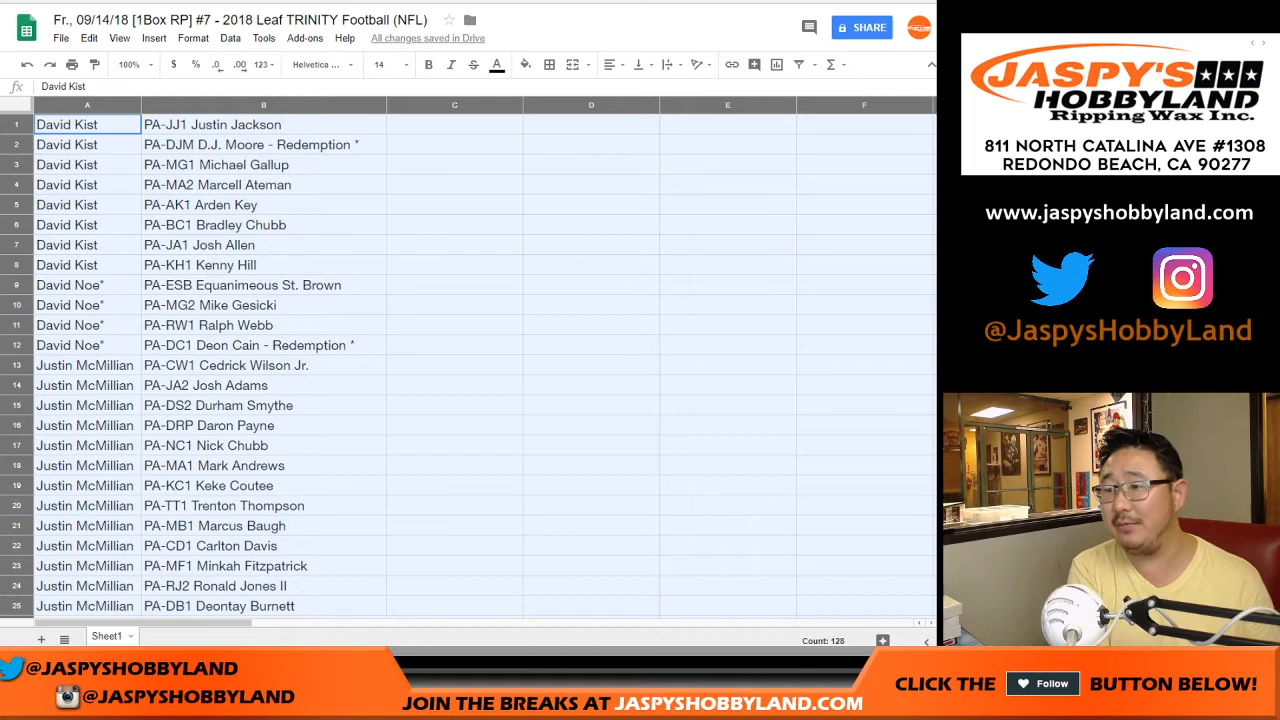 Fr., 09/14/18 [1Box RP] #7 - 2018 Leaf TRINITY Football (NFL)
File Edit View Insert Format Data Tools Add-ons Help All changes saved in Drive
SHARE
100% $ % .0 .00 123 Helvetica ... 14 B I S A
fx David Kist
A B C D E F
1 David Kist PA-JJ1 Justin Jackson
2 David Kist PA-DJM D.J. Moore - Redemption *
3 David Kist PA-MG1 Michael Gallup
4 David Kist PA-MA2 Marcell Ateman
5 David Kist PA-AK1 Arden Key
6 David Kist PA-BC1 Bradley Chubb
7 David Kist PA-JA1 Josh Allen
8 David Kist PA-KH1 Kenny Hill
9 David Noe* PA-ESB Equanimeous St. Brown
10 David Noe* PA-MG2 Mike Gesicki
11 David Noe* PA-RW1 Ralph Webb
12 David Noe* PA-DC1 Deon Cain - Redemption *
13 Justin McMillian PA-CW1 Cedrick Wilson Jr.
14 Justin McMillian PA-JA2 Josh Adams
15 Justin McMillian PA-DS2 Durham Smythe
16 Justin McMillian PA-DRP Daron Payne
17 Justin McMillian PA-NC1 Nick Chubb
18 Justin McMillian PA-MA1 Mark Andrews
19 Justin McMillian PA-KC1 Keke Coutee
20 Justin McMillian PA-TT1 Trenton Thompson
21 Justin McMillian PA-MB1 Marcus Baugh
22 Justin McMillian PA-CD1 Carlton Davis
23 Justin McMillian PA-MF1 Minkah Fitzpatrick
24 Justin McMillian PA-RJ2 Ronald Jones II
25 Justin McMillian PA-DB1 Deontay Burnett
Sheet1
Count: 128
JASPY'S
HOBBYLAND
Ripping Wax Inc.
811 NORTH CATALINA AVE #1308
REDONDO BEACH, CA 90277
www.jaspyshobbyland.com
@JaspysHobbyLand
@JASPYSHOBBYLAND
@JASPYSHOBBYLAND
JOIN THE BREAKS AT JASPYSHOBBYLAND.COM
CLICK THE Follow BUTTON BELOW!